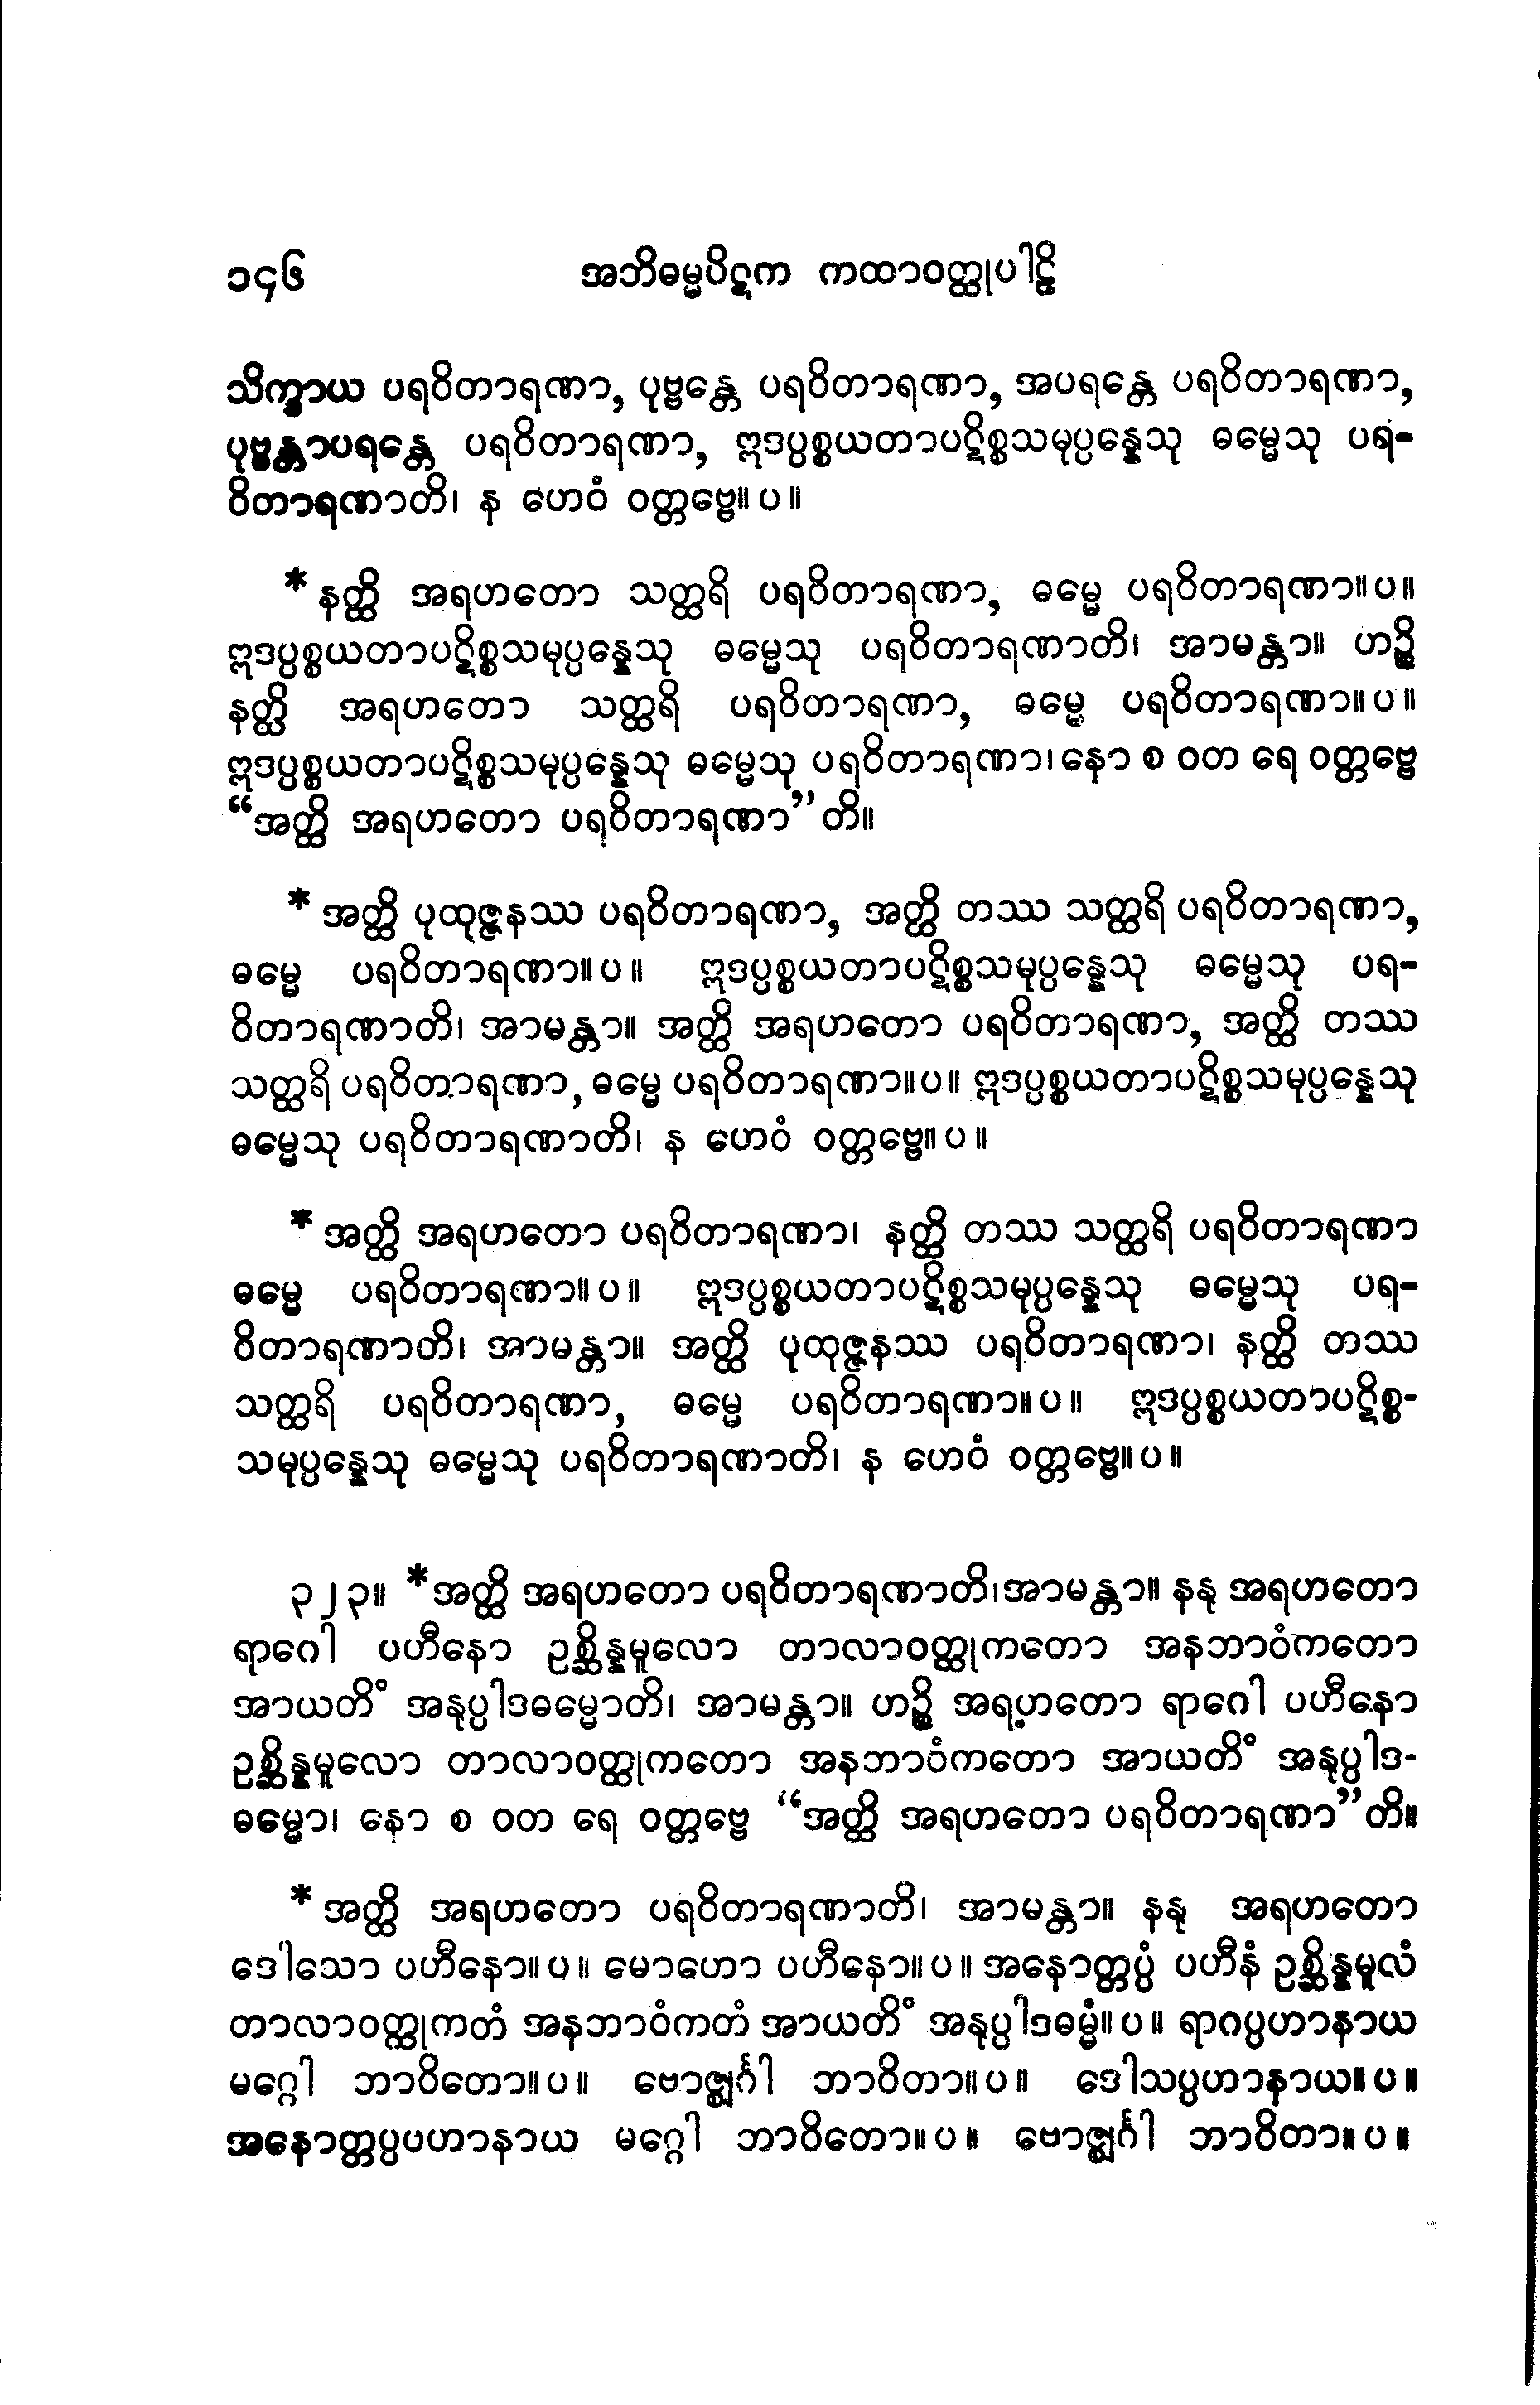 ၁၄၆ အဘိဓမ္မပိဋက ကထာဝတ္ထုပါဠိ
သိက္ခာယ ပရဝိတာရဏာ, ပုဗ္ဗန္တေ ပရဝိတာရဏာ, အပရန္တေ ပရဝိတာရဏာ,
ပုဗ္ဗန္တာပရန္တေ ပရဝိတာရဏာ, ဣဒပ္ပစ္စယတာပဋိစ္စသမုပ္ပန္နေသု ဓမ္မေသု ပရ-
ဝိတာရဏာတိ၊ န ဟေဝံ ဝတ္တဗ္ဗေ။ ပ ။
* နတ္ထိ အရဟတော သတ္ထရိ ပရဝိတာရဏာ, ဓမ္မေ ပရဝိတာရဏာ။ ပ။
ဣဒပ္ပစ္စယတာပဋိစ္စသမုပ္ပန္နေသု ဓမ္မေသု ပရဝိတာရဏာတိ၊ အာမန္တာ။ ဟဉ္စိ
နတ္ထိ အရဟတော သတ္ထရိ ပရဝိတာရဏာ, ဓမ္မေ ပရဝိတာရဏာ။ ပ ။
ဣဒပ္ပစ္စယတာပဋိစ္စသမုပ္ပန္နေသု ဓမ္မေသု ပရဝိတာရဏာ၊ နော စ ဝတ ရေ ဝတ္တဗ္ဗေ
“အတ္ထိ အရဟတော ပရဝိတာရဏာ”တိ။
* အတ္ထိ ပုထုဇ္ဇနဿ ပရဝိတာရဏာ, အတ္ထိ တဿ သတ္ထရိ ပရဝိတာရဏာ,
ဓမ္မေ ပရဝိတာရဏာ။ ပ ။ ဣဒပ္ပစ္စယတာပဋိစ္စသမုပ္ပန္နေသု ဓမ္မေသု ပရ-
ဝိတာရဏာတိ၊ အာမန္တာ။ အတ္ထိ အရဟတော ပရဝိတာရဏာ, အတ္ထိ တဿ
သတ္ထရိ ပရဝိတာရဏာ, ဓမ္မေ ပရဝိတာရဏာ။ပ။ ဣဒပ္ပစ္စယတာပဋိစ္စသမုပ္ပန္နေသု
ဓမ္မေသု ပရဝိတာရဏာတိ၊ န ဟေဝံ ဝတ္တဗ္ဗေ။ ပ ။
* အတ္ထိ အရဟတော ပရဝိတာရဏာ၊ နတ္ထိ တဿ သတ္ထရိ ပရဝိတာရဏာ
ဓမ္မေ ပရဝိတာရဏာ။ ပ ။ ဣဒပ္ပစ္စယတာပဋိစ္စသမုပ္ပန္နေသု ဓမ္မေသု ပရ-
ဝိတာရဏာတိ၊ အာမန္တာ။ အတ္ထိ ပုထုဇ္ဇနဿ ပရဝိတာရဏာ၊ နတ္ထိ တဿ
သတ္ထရိ ပရဝိတာရဏာ, ဓမ္မေ ပရဝိတာရဏာ။ ပ ။ ဣဒပ္ပစ္စယတာပဋိစ္စ-
သမုပ္ပန္နေသု ဓမ္မေသု ပရဝိတာရဏာတိ၊ န ဟေဝံ ဝတ္တဗ္ဗေ။ ပ ။
၃၂၃။ *အတ္ထိ အရဟတော ပရဝိတာရဏာတိ၊အာမန္တာ။ နနု အရဟတော
ရာဂေါ ပဟီနော ဥစ္ဆိန္နမူလော တာလာဝတ္ထုကတော အနဘာဝံကတော
အာယတိံ အနုပ္ပါဒဓမ္မောတိ၊ အာမန္တာ။ ဟဉ္စိ အရဟတော ရာဂေါ ပဟီနော
ဥစ္ဆိန္နမူလော တာလာဝတ္ထုကတော အနဘာဝံကတော အာယတိံ အနုပ္ပါဒ-
ဓမ္မော၊ နော စ ဝတ ရေ ဝတ္တဗ္ဗေ “အတ္ထိ အရဟတော ပရဝိတာရဏာ”တိ။
* အတ္ထိ အရဟတော ပရဝိတာရဏာတိ၊ အာမန္တာ။ နနု အရဟတော
ဒေါသော ပဟီနော။ ပ ။ မောဟော ပဟီနော။ ပ ။ အနောတ္တပ္ပံ ပဟီနံ ဥစ္ဆိန္နမူလံ
တာလာဝတ္ထုကတံ အနဘာဝံကတံ အာယတိံ အနုပ္ပါဒဓမ္မံ။ ပ ။ ရာဂပ္ပဟာနာယ
မဂ္ဂေါ ဘာဝိတော။ ပ ။ ဗောဇ္ဈင်္ဂါ ဘာဝိတာ။ ပ ။ ဒေါသပ္ပဟာနာယ။ ပ ။
အနောတ္တပ္ပပဟာနာယ မဂ္ဂေါ ဘာဝိတော။ ပ ။ ဗောဇ္ဈင်္ဂါ ဘာဝိတာ။ ပ ။